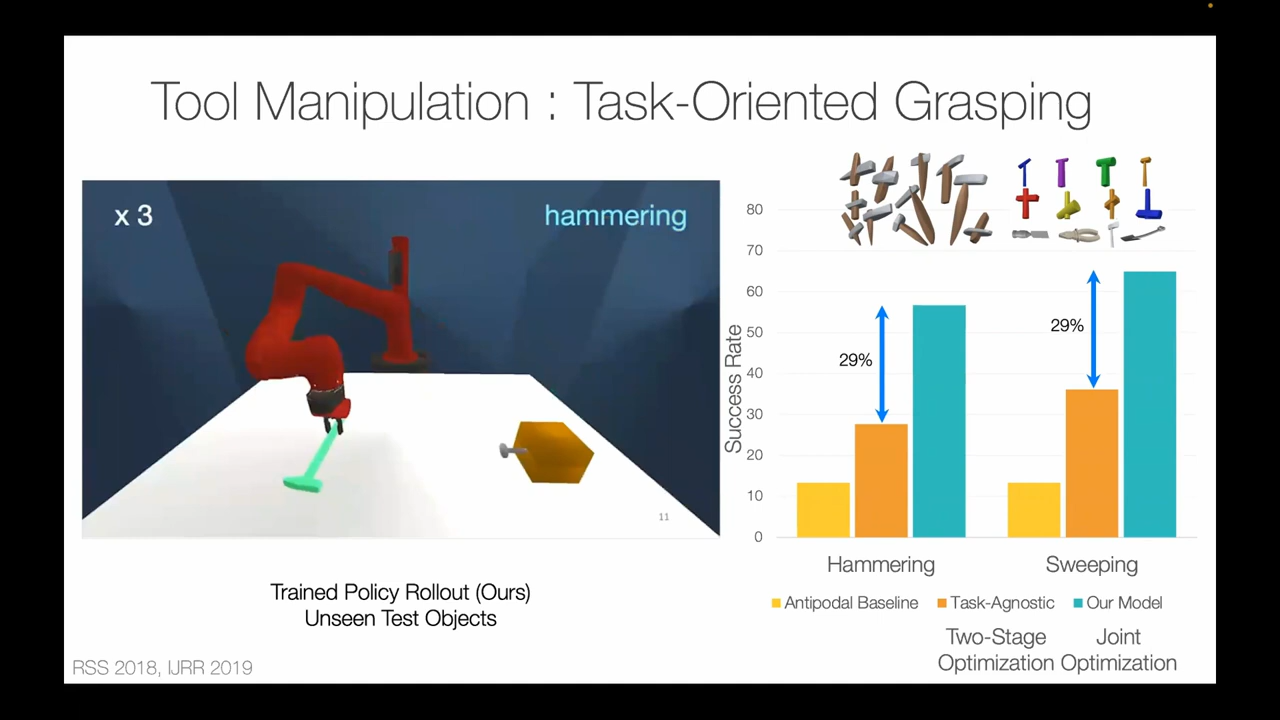 Tool Manipulation : Task-Oriented Grasping
x 3
hammering
11
Trained Policy Rollout (Ours)
Unseen Test Objects
RSS 2018, IJRR 2019
80
70
60
50
40
30
20
10
0
Success Rate
29%
29%
Hammering
Sweeping
Antipodal Baseline
Task-Agnostic
Our Model
Two-Stage
Optimization
Joint
Optimization